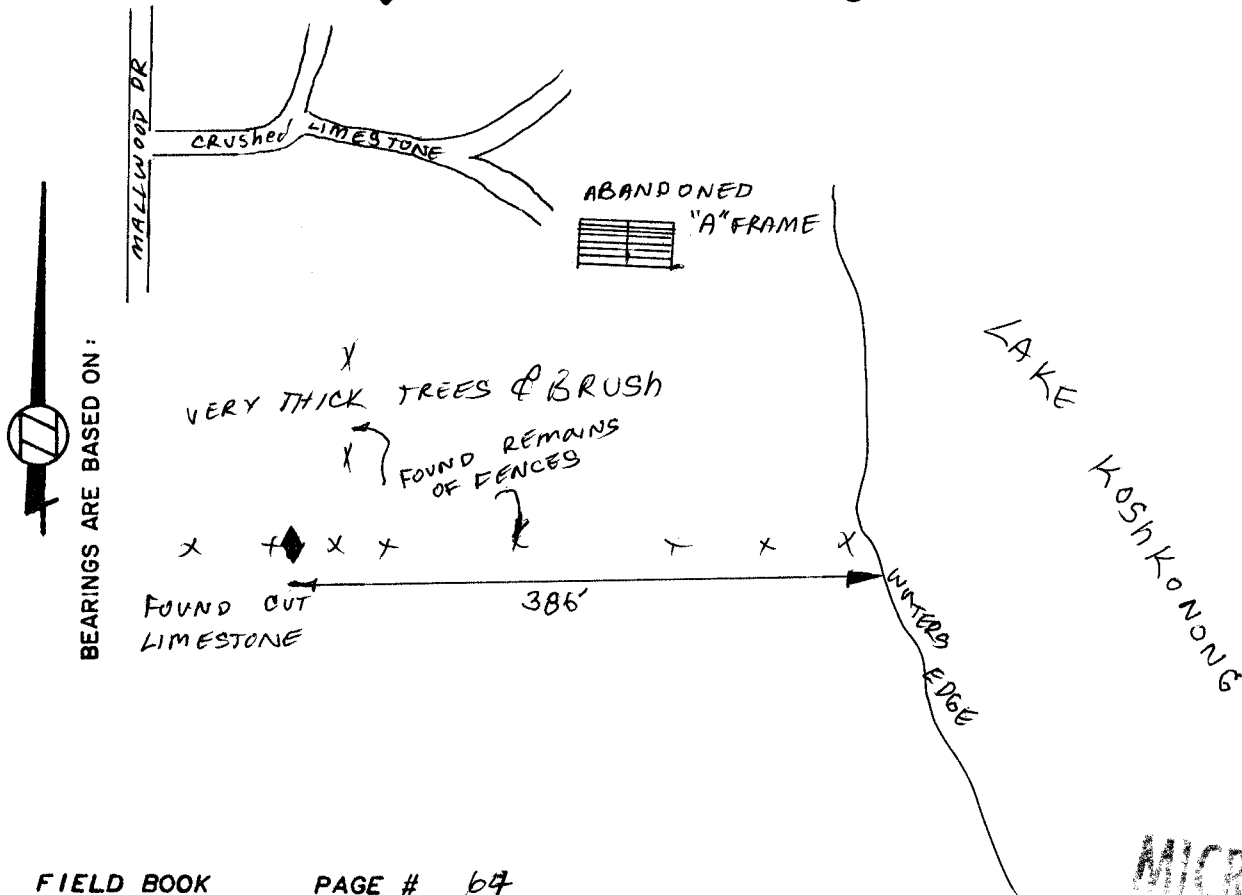 MALLWOOD DR
CRUShed LIMESTONE
ABANDONED
"A" FRAME
BEARINGS ARE BASED ON:
LAKE
KOShKONONG
VERY THICK TREES & BRUSh
FOUND REMAINS
OF FENCES
FOUND CUT
LIMESTONE
386'
WATERS
EDGE
FIELD BOOK PAGE # 64